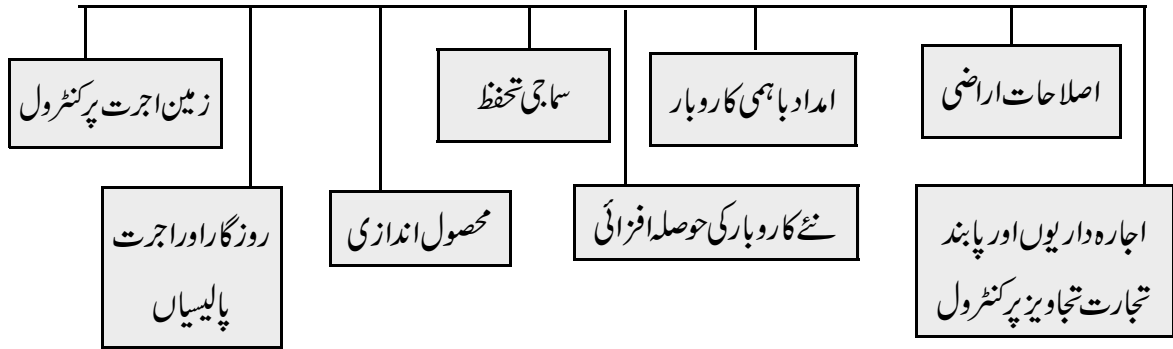 اصلاحات اراضی
امداد باہمی کاروبار
سماجی تحفظ
زمین اجرت پر کنٹرول
اجارہ داریوں اور پابند
تجارت تجاویز پر کنٹرول
نئے کاروبار کی حوصلہ افزائی
محصول اندازی
روزگار اور اجرت
پالیسیاں